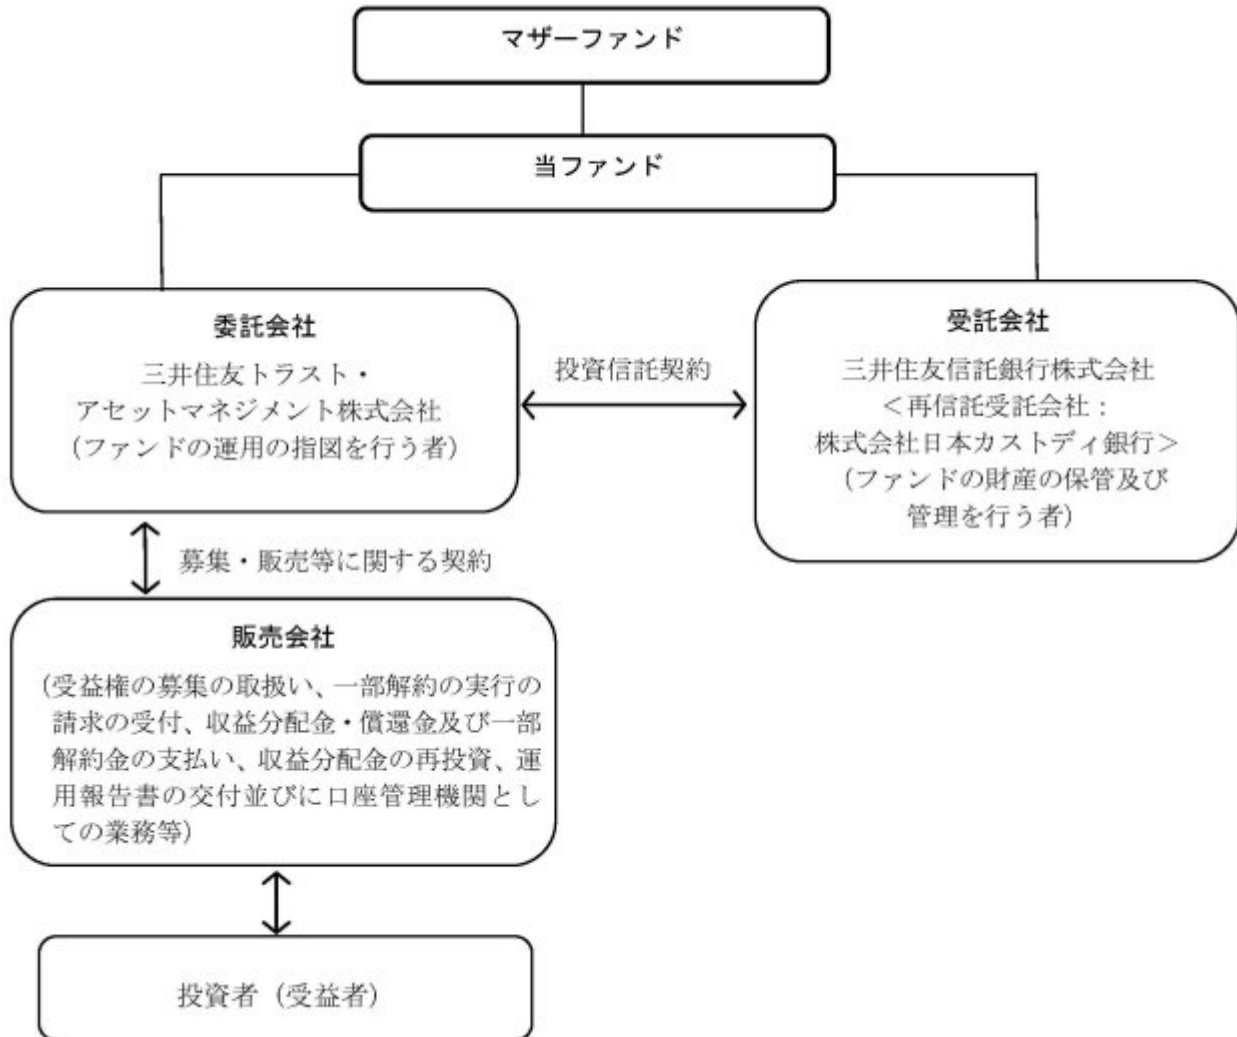 マザーファンド
当ファンド
委託会社
三井住友トラスト・
アセットマネジメント株式会社
（ファンドの運用の指図を行う者）
投資信託契約
受託会社
三井住友信託銀行株式会社
＜再信託受託会社：
株式会社日本カストディ銀行＞
（ファンドの財産の保管及び
管理を行う者）
募集・販売等に関する契約
販売会社
（受益権の募集の取扱い、一部解約の実行の
請求の受付、収益分配金・償還金及び一部
解約金の支払い、収益分配金の再投資、運
用報告書の交付並びに口座管理機関とし
ての業務等）
投資者（受益者）